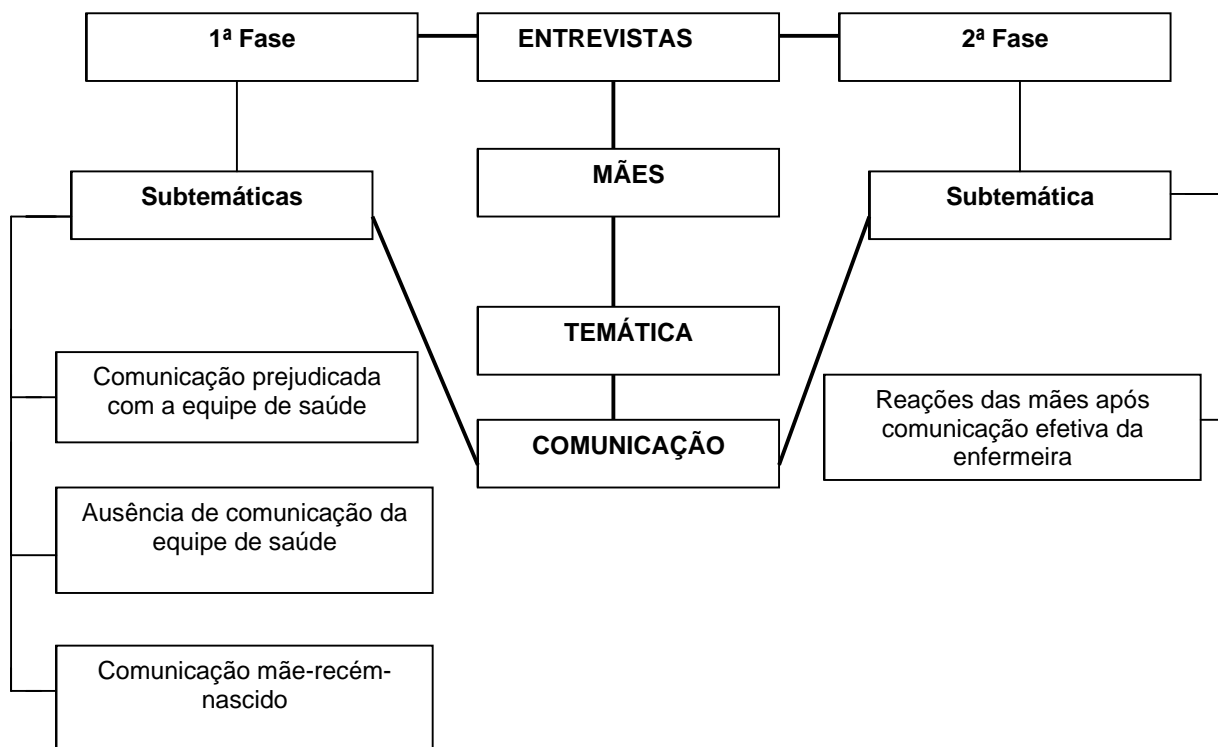 1ª Fase
ENTREVISTAS
2ª Fase
MÃES
Subtemáticas
Subtemática
TEMÁTICA
Comunicação prejudicada
com a equipe de saúde
Reações das mães após
comunicação efetiva da
enfermeira
COMUNICAÇÃO
Ausência de comunicação da
equipe de saúde
Comunicação mãe-recém-
nascido